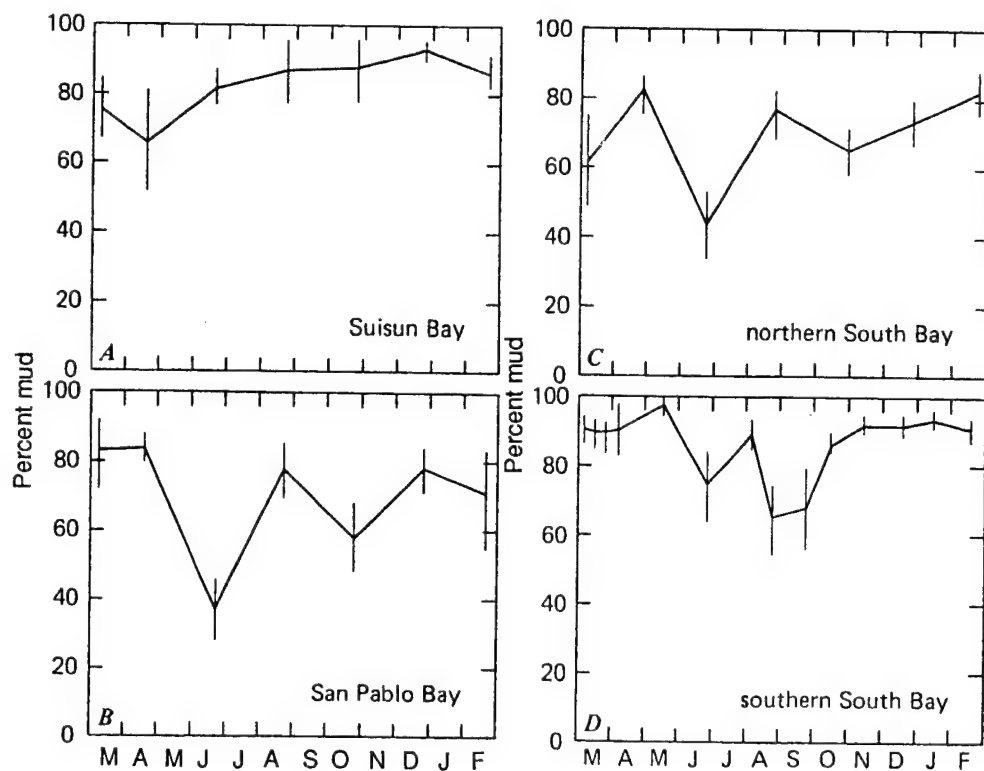 100
80
60
40
20
0
A
Suisun Bay
Percent mud
100
80
60
40
20
0
B
San Pablo Bay
M A M J J A S O N D J F
100
80
60
40
20
0
C
northern South Bay
Percent mud
100
80
60
40
20
0
D
southern South Bay
M A M J J A S O N D J F